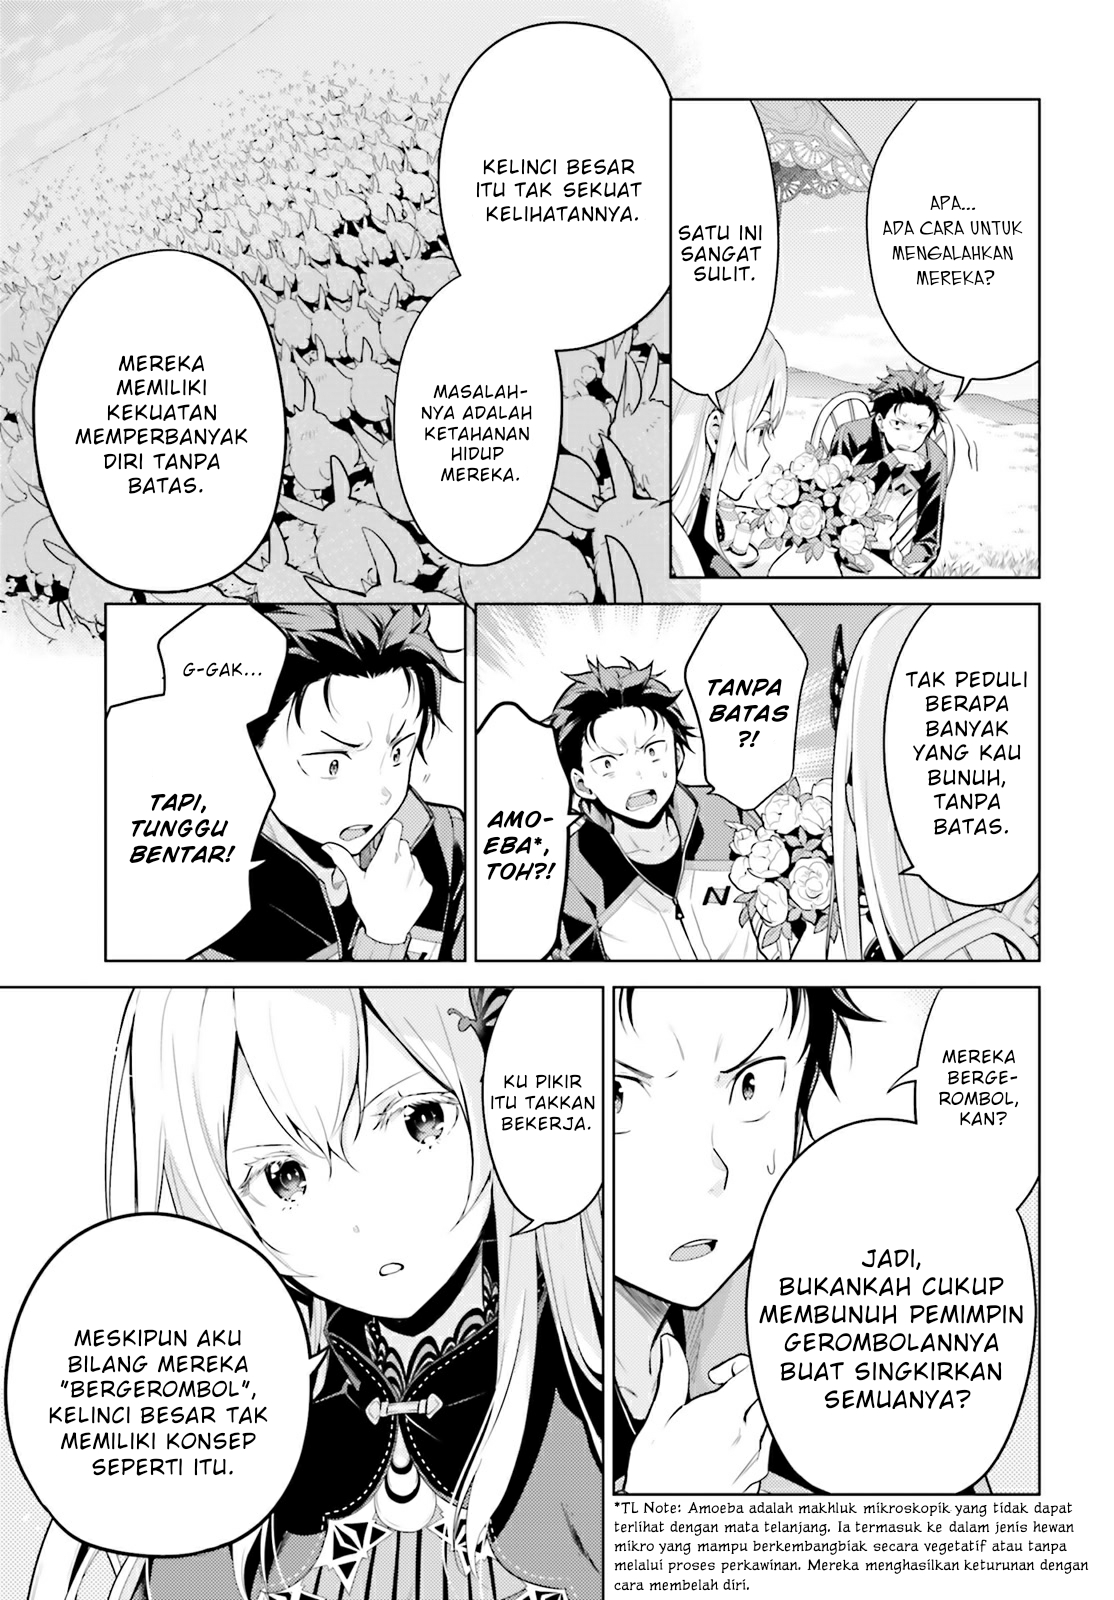 APA...
ADA CARA UNTUK
MENGALAHKAN
MEREKA?
SATU INI
SANGAT
SULIT.
KELINCI BESAR
ITU TAK SEKUAT
KELIHATANNYA.
MASALAH-
NYA ADALAH
KETAHANAN
HIDUP
MEREKA.
MEREKA
MEMILIKI
KEKUATAN
MEMPERBANYAK
DIRI TANPA
BATAS.
TAK PEDULI
BERAPA
BANYAK
YANG KAU
BUNUH,
TANPA
BATAS.
TANPA
BATAS
?!
AMO-
EBA*,
TOH?!
G-GAK...
TAPI,
TUNGGU
BENTAR!
MEREKA
BERGE-
ROMBOL,
KAN?
JADI,
BUKANKAH CUKUP
MEMBUNUH PEMIMPIN
GEROMBOLANNYA
BUAT SINGKIRKAN
SEMUANYA?
KU PIKIR
ITU TAKKAN
BEKERJA.
MESKIPUN AKU
BILANG MEREKA
"BERGEROMBOL",
KELINCI BESAR TAK
MEMILIKI KONSEP
SEPERTI ITU.
*TL Note: Amoeba adalah makhluk mikroskopik yang tidak dapat
terlihat dengan mata telanjang. Ia termasuk ke dalam jenis hewan
mikro yang mampu berkembangbiak secara vegetatif atau tanpa
melalui proses perkawinan. Mereka menghasilkan keturunan dengan
cara membelah diri.